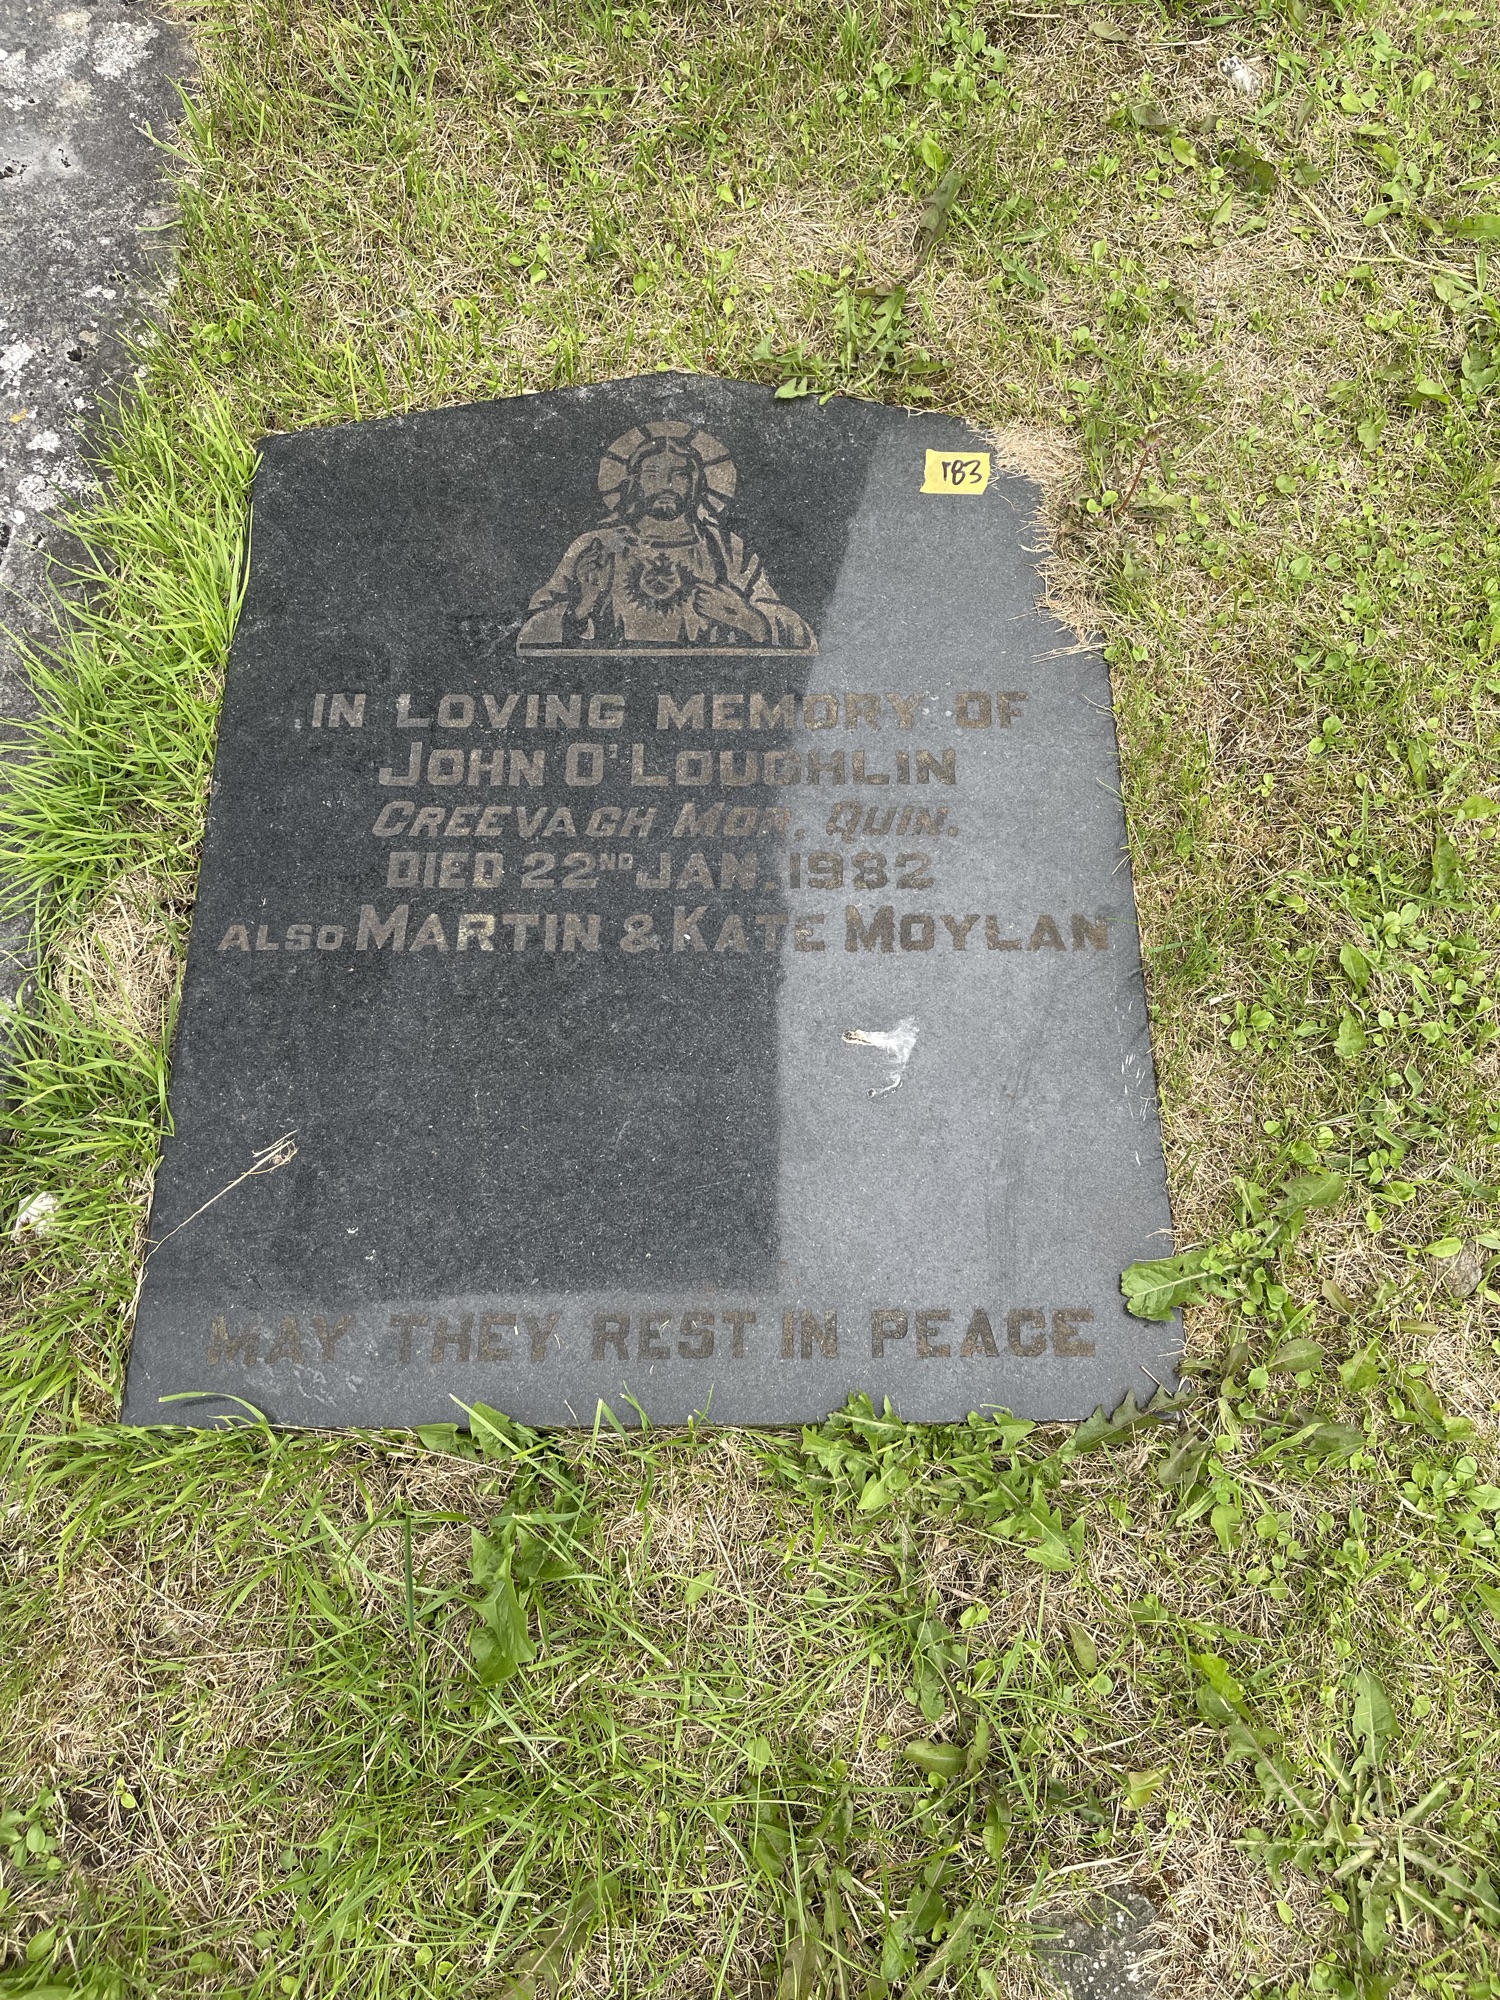 183
IN LOVING MEMORY OF
JOHN O'LOUGHLIN
CREEVAGH MOR, QUIN.
DIED 22ND JAN, 1982
ALSO MARTIN & KATE MOYLAN
MAY THEY REST IN PEACE